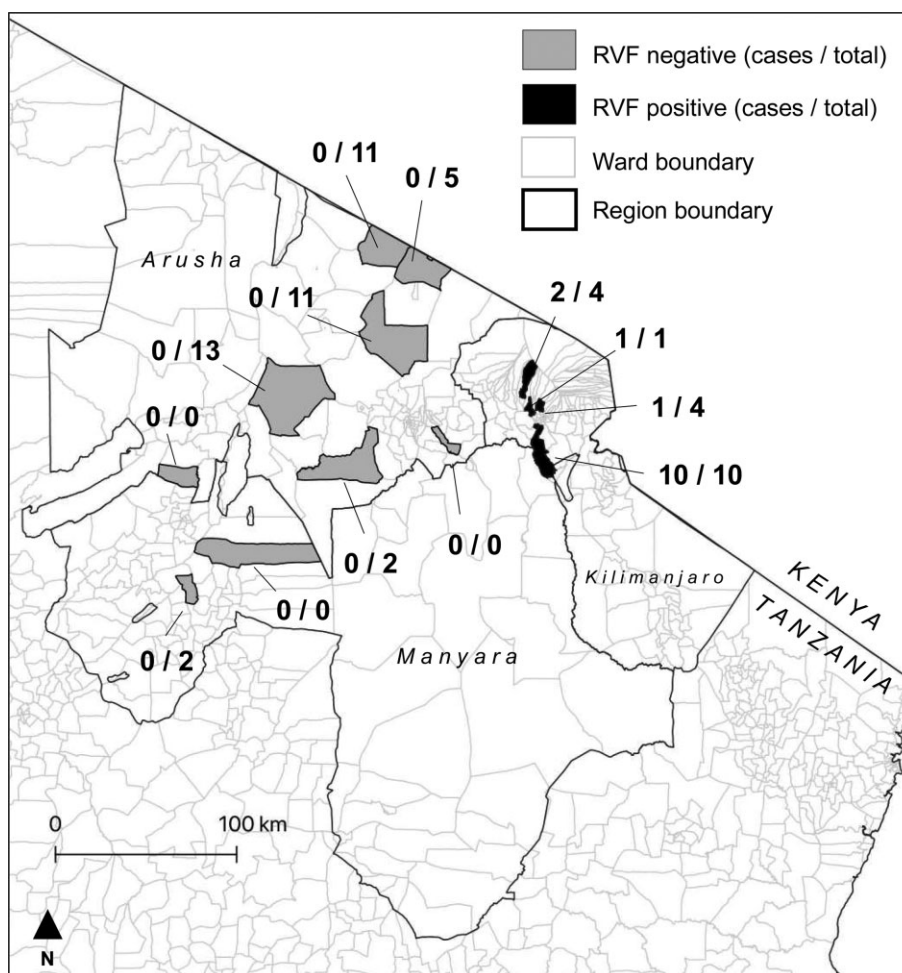 RVF negative (cases / total)
RVF positive (cases / total)
Ward boundary
Region boundary
0 / 11
0 / 5
Arusha
0 / 11
2 / 4
1 / 1
0 / 13
1 / 4
0 / 0
10 / 10
0 / 2
0 / 0
Kilimanjaro
KENYA
0 / 0
TANZANIA
0 / 2
Manyara
0
100 km
N